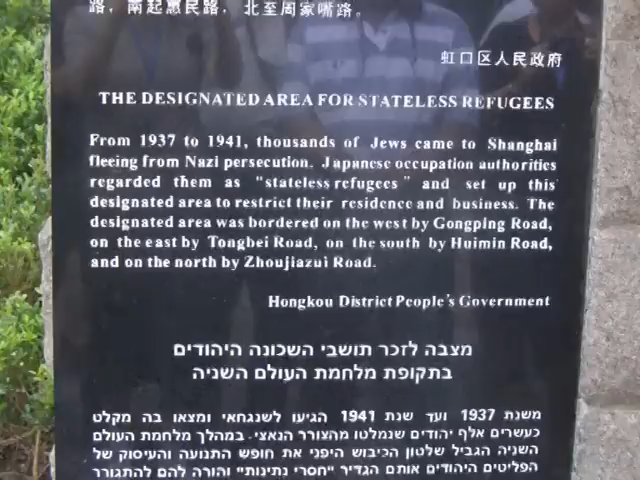 路，南起惠民路，北至周家嘴路。
虹口区人民政府
THE DESIGNATED AREA FOR STATELESS REFUGEES
From 1937 to 1941, thousands of Jews came to Shanghai
fleeing from Nazi persecution. Japanese occupation authorities
regarded them as "stateless refugees" and set up this
designated area to restrict their residence and business. The
designated area was bordered on the west by Gongping Road,
on the east by Tongbei Road, on the south by Huimin Road,
and on the north by Zhoujiazui Road.
Hongkou District People's Government
מצבה לזכר תושבי השכונה היהודים
בתקופת מלחמת העולם השניה
משנת 1937 ועד שנת 1941 הגיעו לשנגחאי ומצאו בה מקלט
כעשרים אלף יהודים שנמלטו מהצורר הנאצי. במהלך מלחמת העולם
השניה הגביל שלטון הכיבוש היפני את חופש התנועה והעיסוק של
הפליטים היהודים אותם הגדיר "חסרי נתינות" והורה להם להתגורר